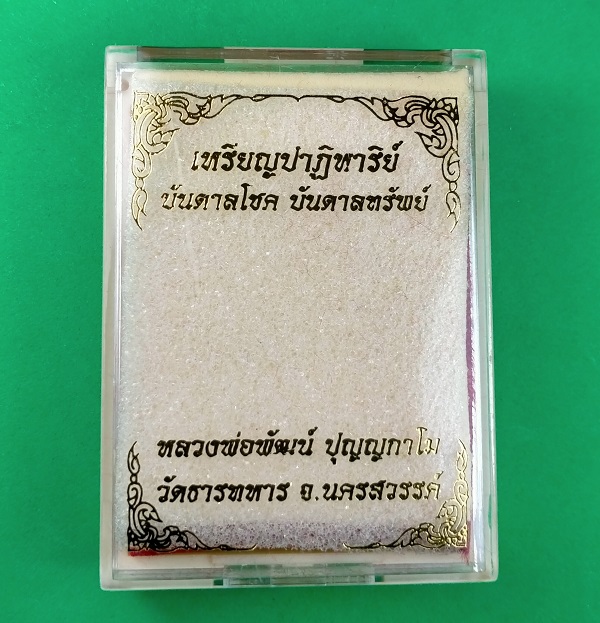 เหรียญปาฏิหาริย์
บันดาลโชค บันดาลทรัพย์
หลวงพ่อพัฒน์ ปุญญกาโม
วัดธารทหาร จ.นครสวรรค์